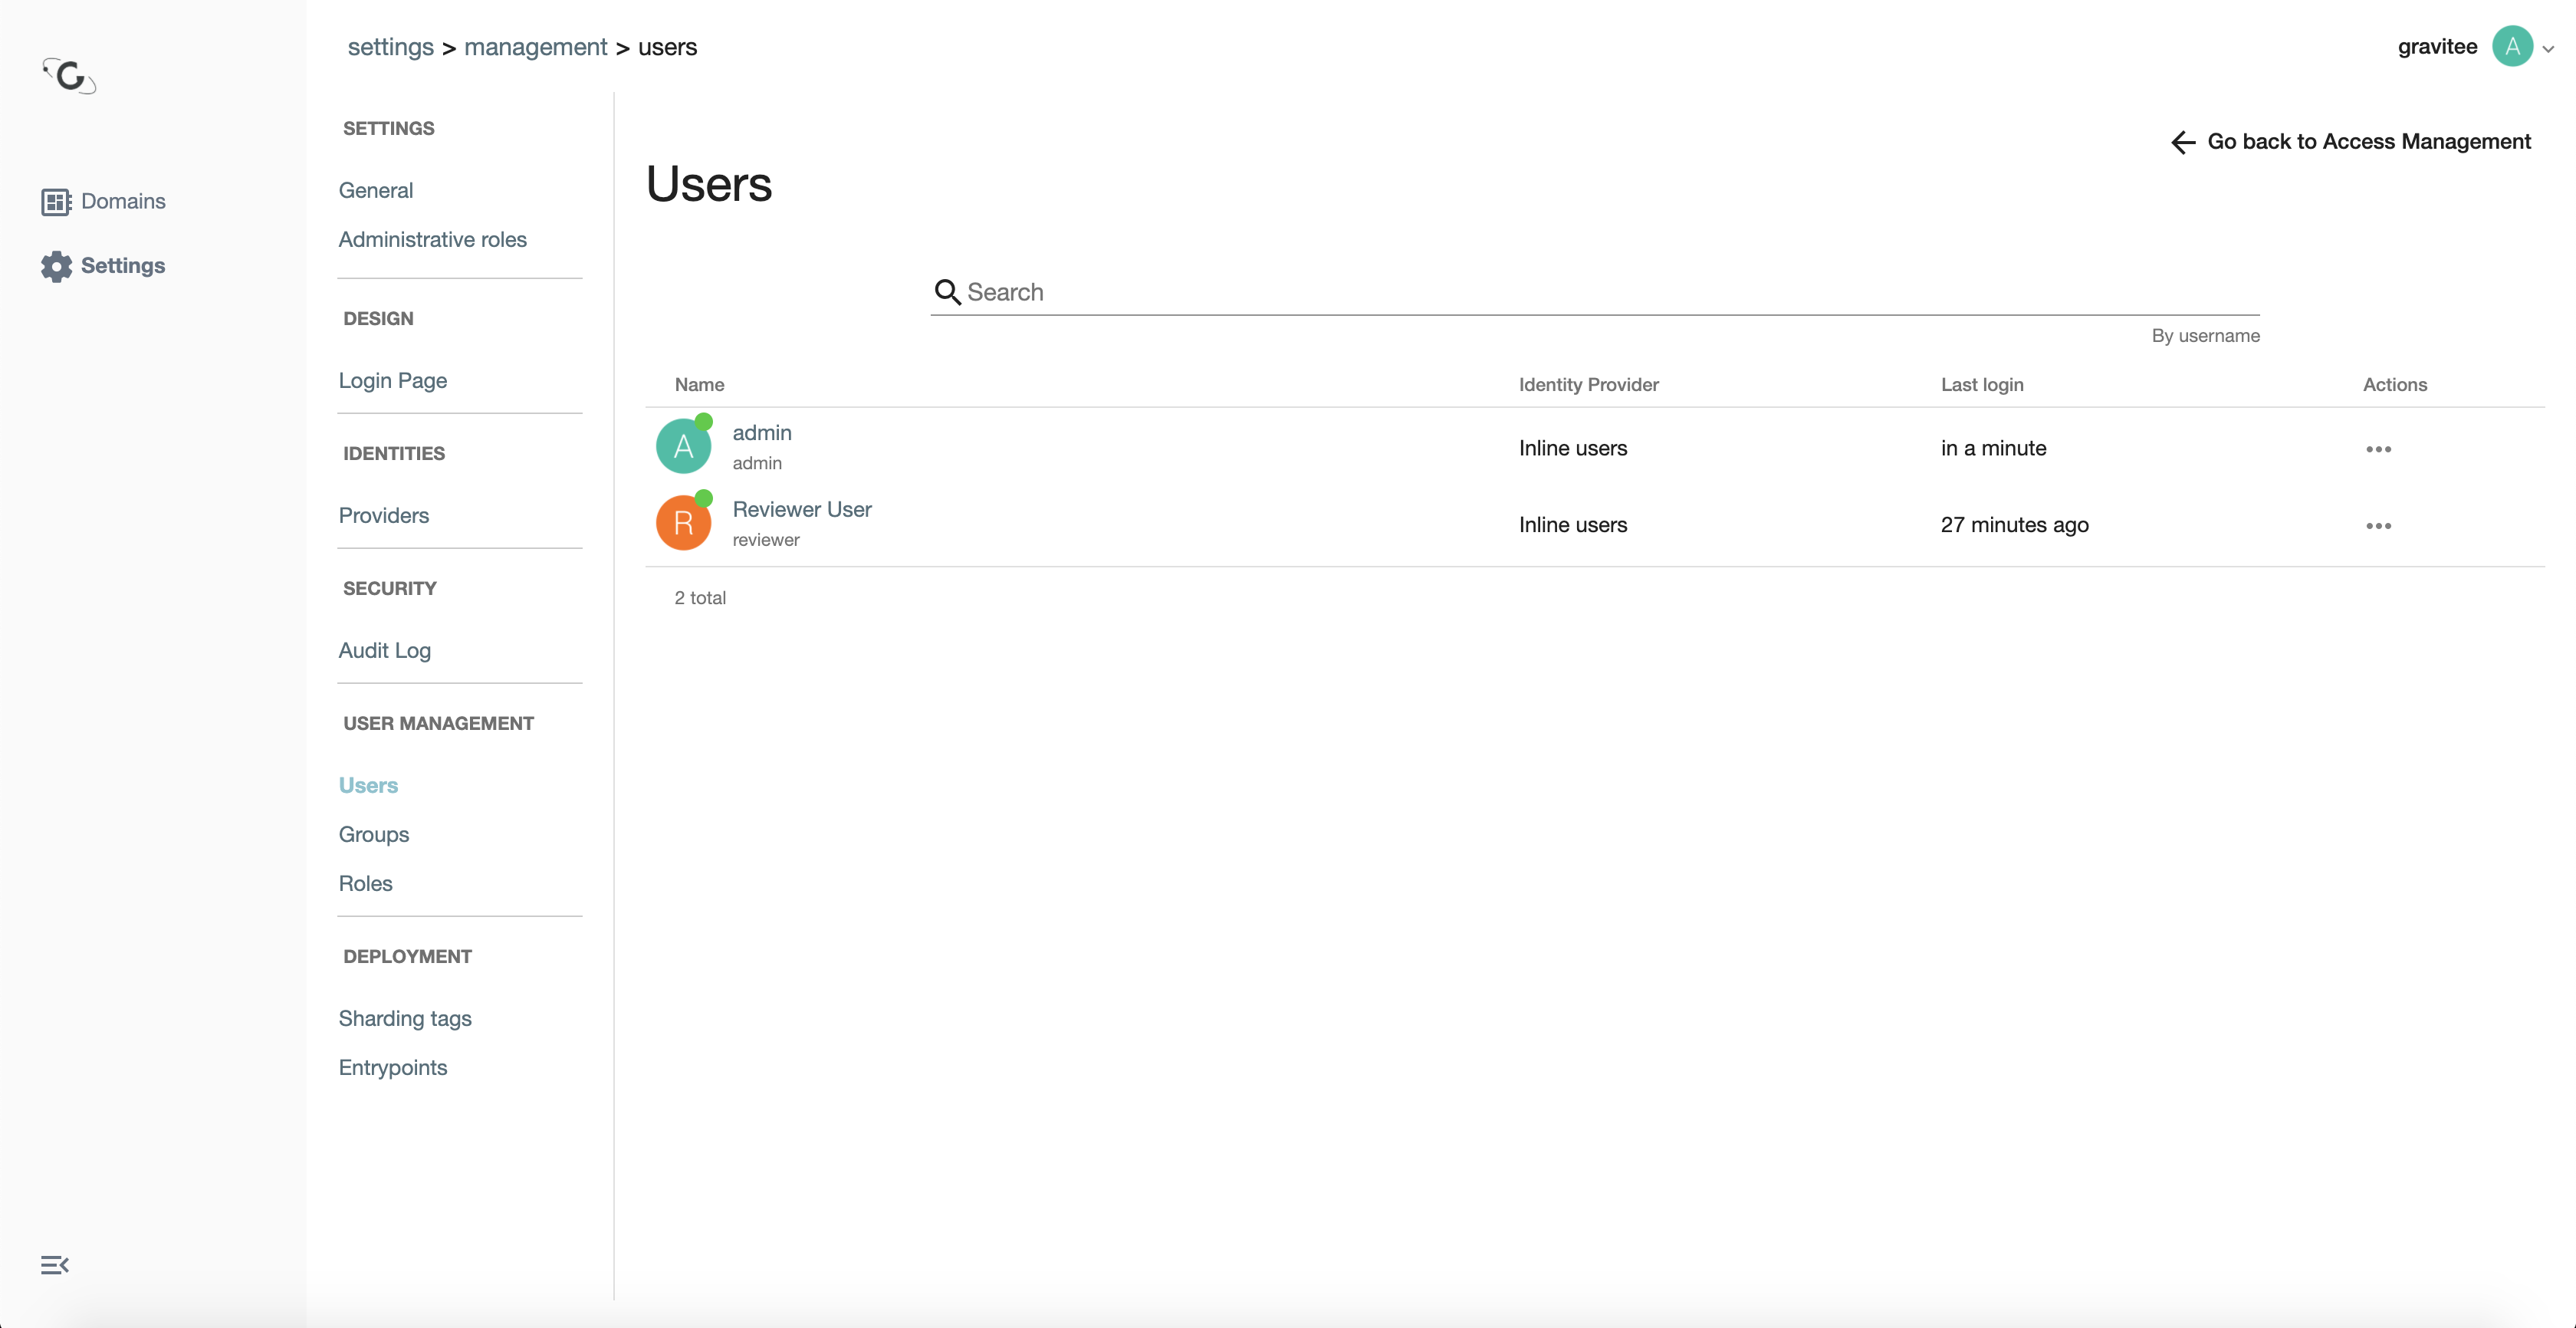 settings > management > users
gravitee A
Domains
Settings
SETTINGS
General
Administrative roles
DESIGN
Login Page
IDENTITIES
Providers
SECURITY
Audit Log
USER MANAGEMENT
Users
Groups
Roles
DEPLOYMENT
Sharding tags
Entrypoints
Go back to Access Management
Users
Search
By username
Name Identity Provider Last login Actions
A admin Inline users in a minute
admin
R Reviewer User Inline users 27 minutes ago
reviewer
2 total